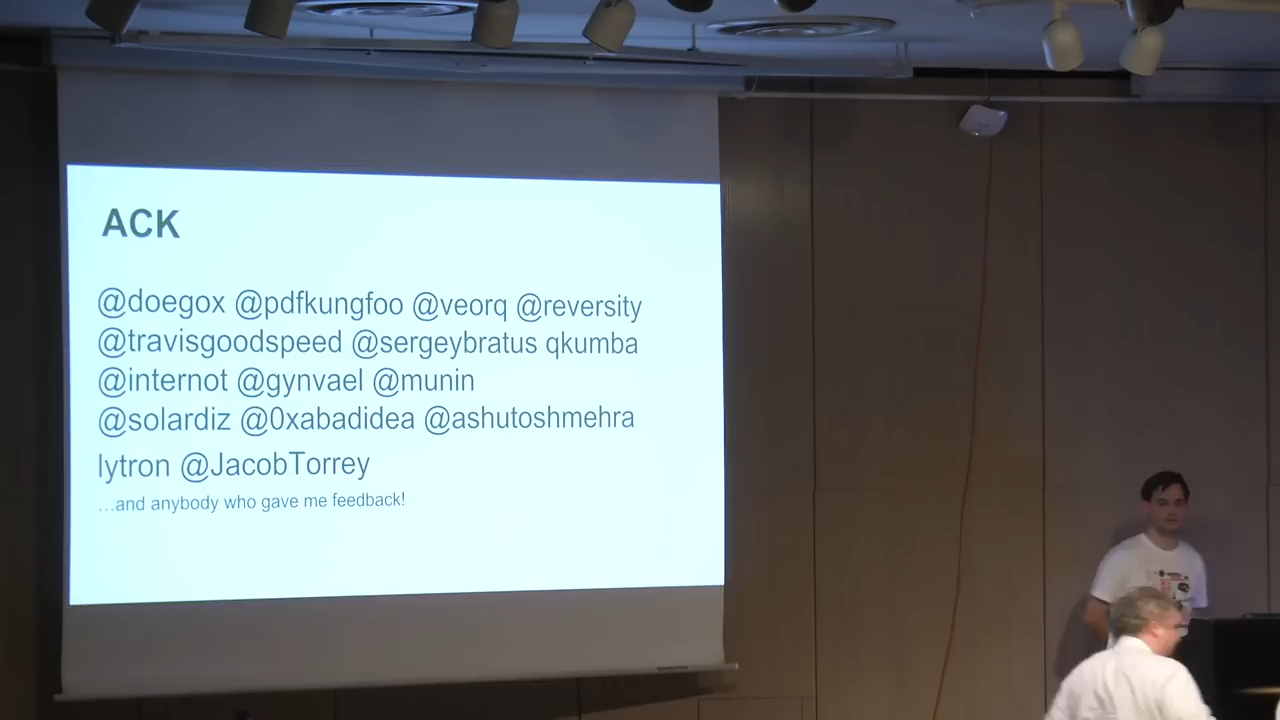 ACK
@doegox @pdfkungfoo @veorq @reversity
@travisgoodspeed @sergeybratus qkumba
@internot @gynvael @munin
@solardiz @0xabadidea @ashutoshmehra
lytron @JacobTorrey
...and anybody who gave me feedback!